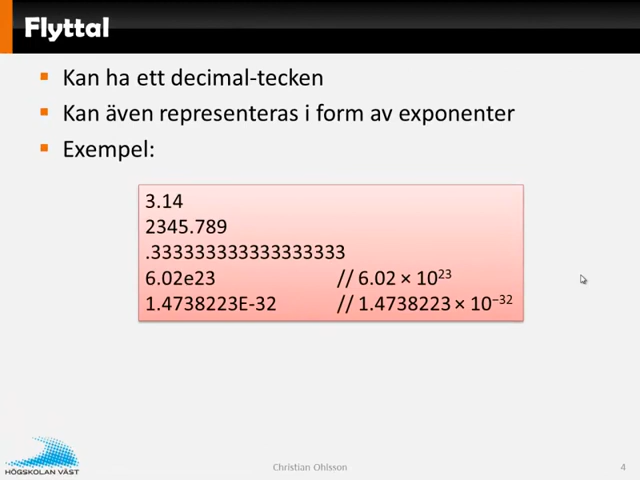 Flyttal
Kan ha ett decimal-tecken
Kan även representeras i form av exponenter
Exempel:
3.14
2345.789
.333333333333333333
6.02e23 // 6.02 × 10²³
1.4738223E-32 // 1.4738223 × 10⁻³²
HÖGSKOLAN VÄST
Christian Ohlsson
4